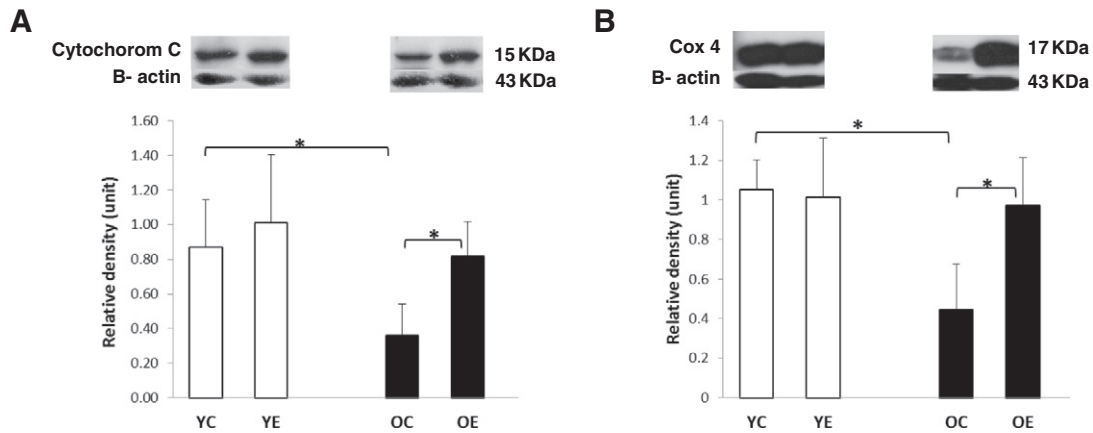 A
Cytochorom C
15 KDa
B- actin
43 KDa
Relative density (unit)
1.60
1.40
1.20
1.00
0.80
0.60
0.40
0.20
0.00
*
*
YC YE OC OE
B
Cox 4
17 KDa
B- actin
43 KDa
Relative density (unit)
1.4
1.2
1
0.8
0.6
0.4
0.2
0
*
*
YC YE OC OE